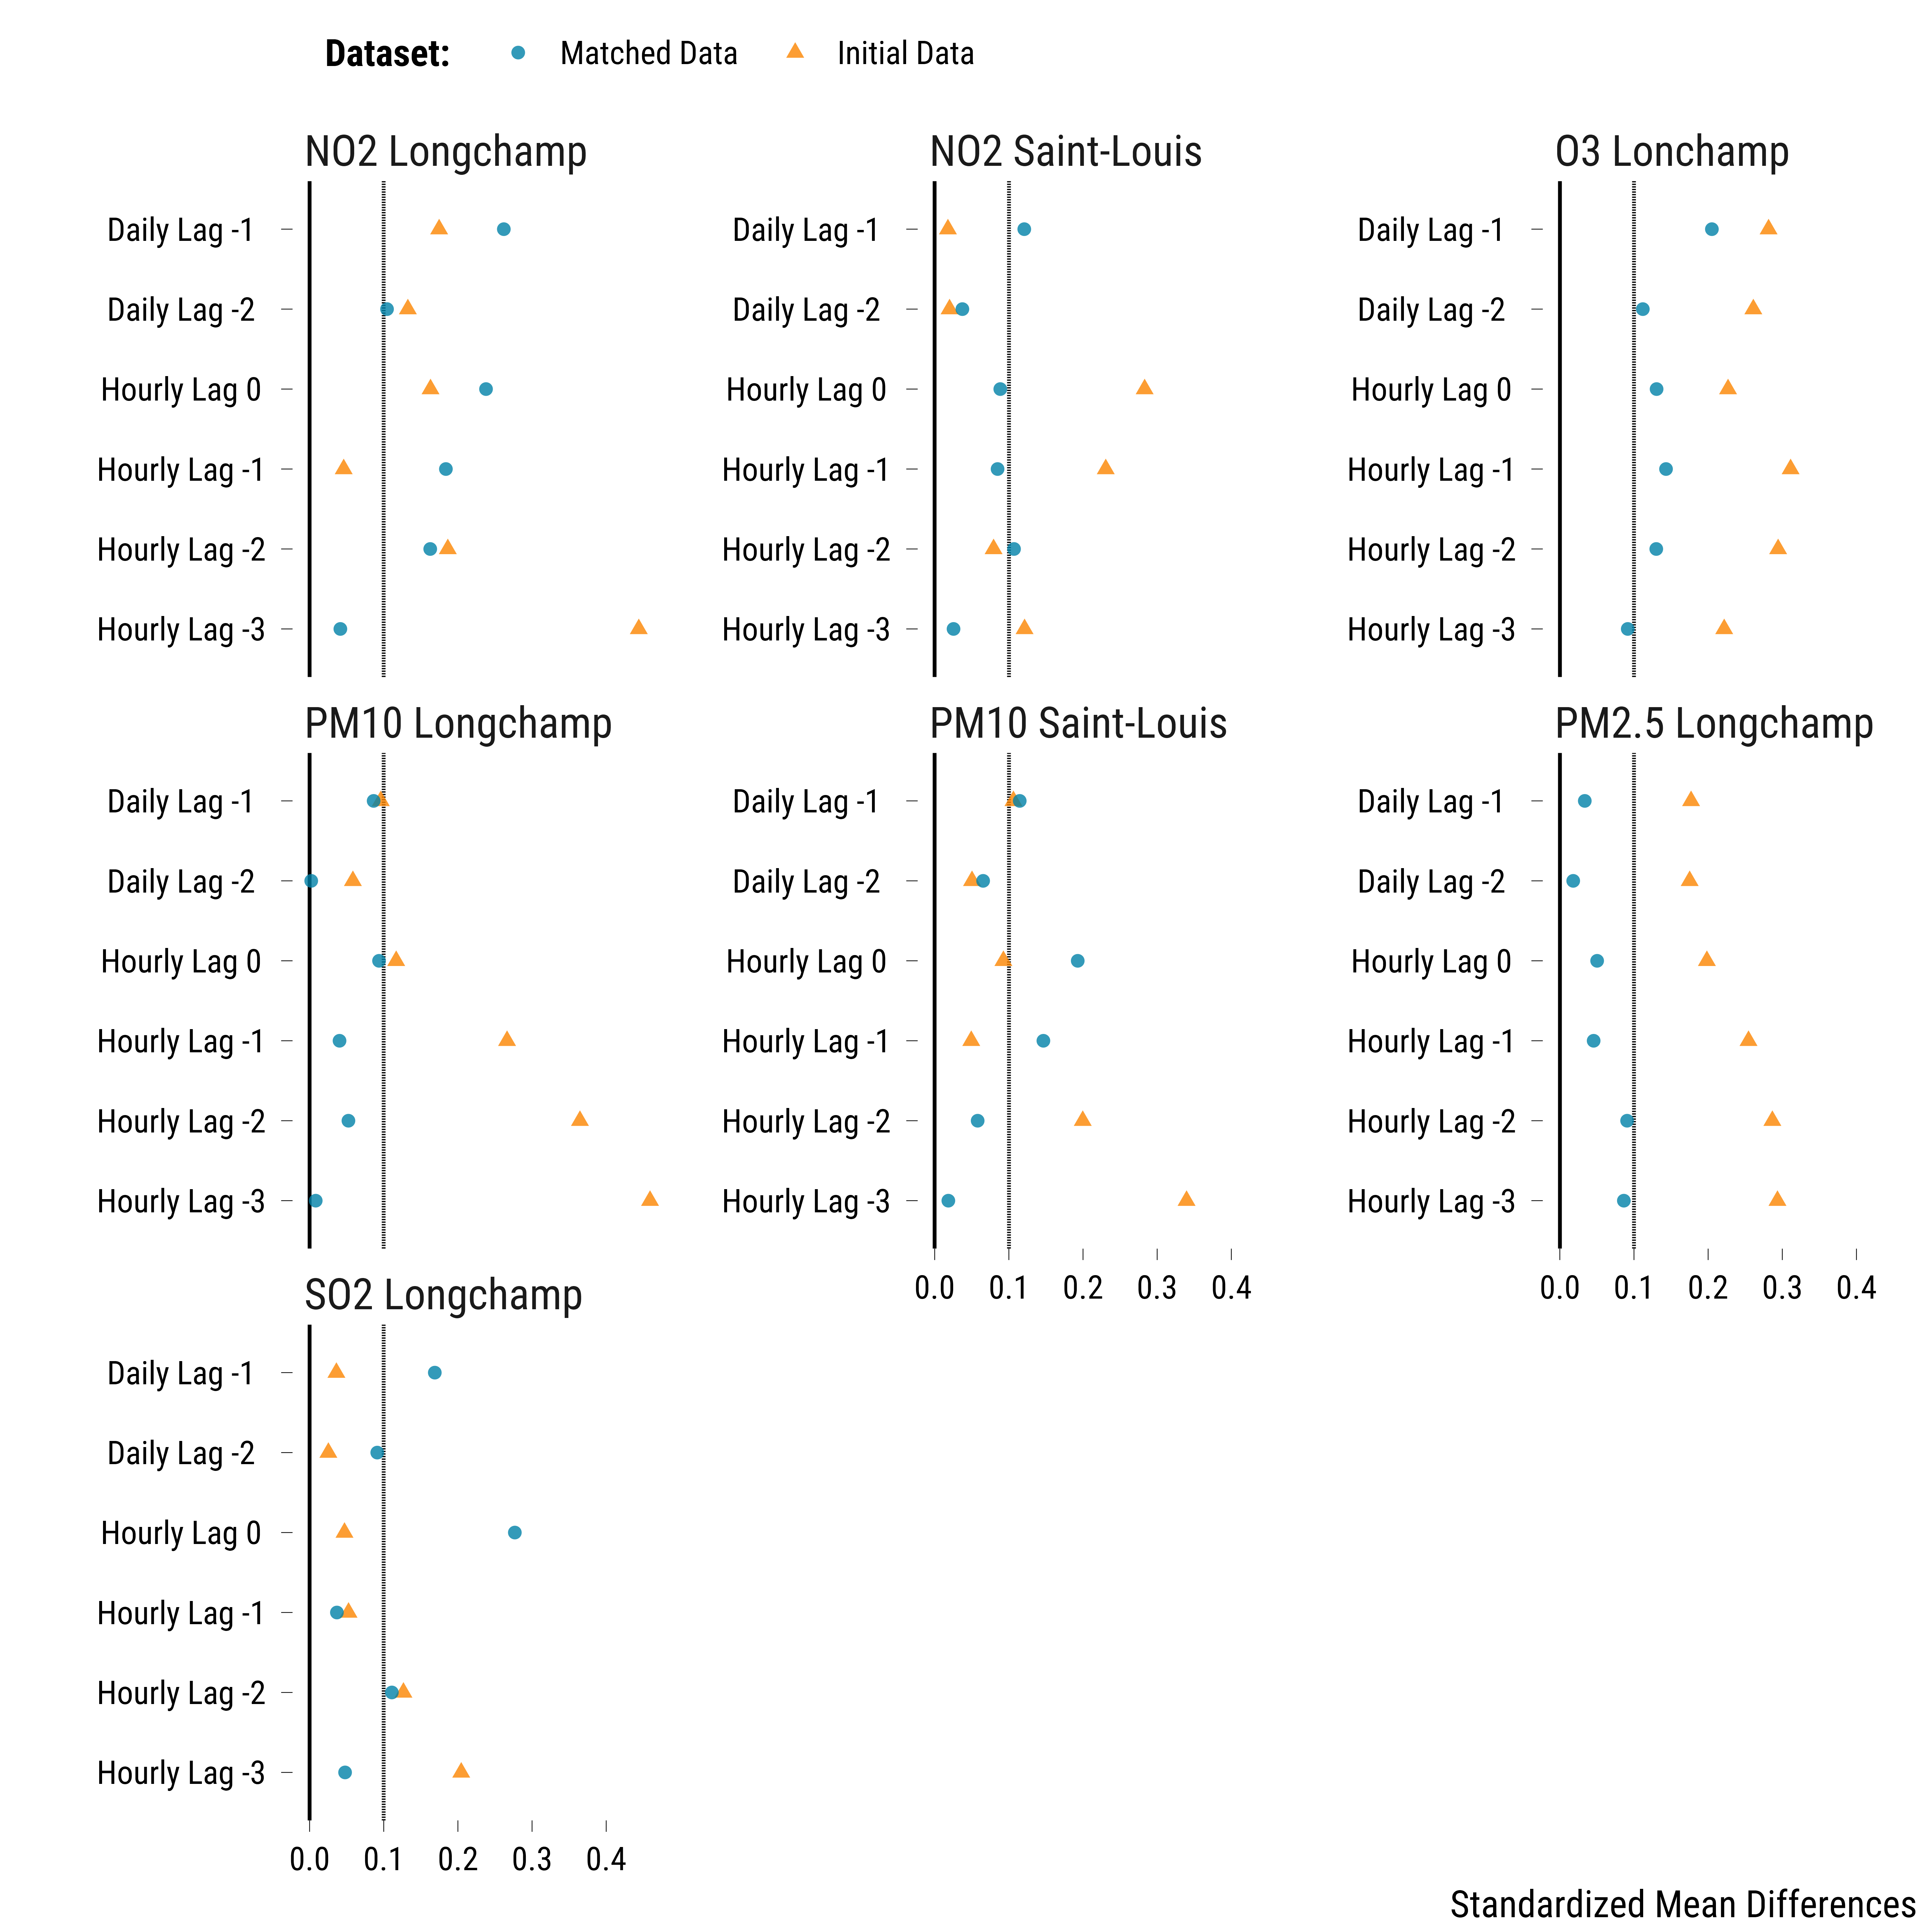 Dataset: Matched Data Initial Data
NO2 Longchamp NO2 Saint-Louis O3 Lonchamp
Daily Lag -1 Daily Lag -1 Daily Lag -1
Daily Lag -2 Daily Lag -2 Daily Lag -2
Hourly Lag 0 Hourly Lag 0 Hourly Lag 0
Hourly Lag -1 Hourly Lag -1 Hourly Lag -1
Hourly Lag -2 Hourly Lag -2 Hourly Lag -2
Hourly Lag -3 Hourly Lag -3 Hourly Lag -3
PM10 Longchamp PM10 Saint-Louis PM2.5 Longchamp
Daily Lag -1 Daily Lag -1 Daily Lag -1
Daily Lag -2 Daily Lag -2 Daily Lag -2
Hourly Lag 0 Hourly Lag 0 Hourly Lag 0
Hourly Lag -1 Hourly Lag -1 Hourly Lag -1
Hourly Lag -2 Hourly Lag -2 Hourly Lag -2
Hourly Lag -3 Hourly Lag -3 Hourly Lag -3
0.0 0.1 0.2 0.3 0.4 0.0 0.1 0.2 0.3 0.4
SO2 Longchamp
Daily Lag -1
Daily Lag -2
Hourly Lag 0
Hourly Lag -1
Hourly Lag -2
Hourly Lag -3
0.0 0.1 0.2 0.3 0.4
Standardized Mean Differences